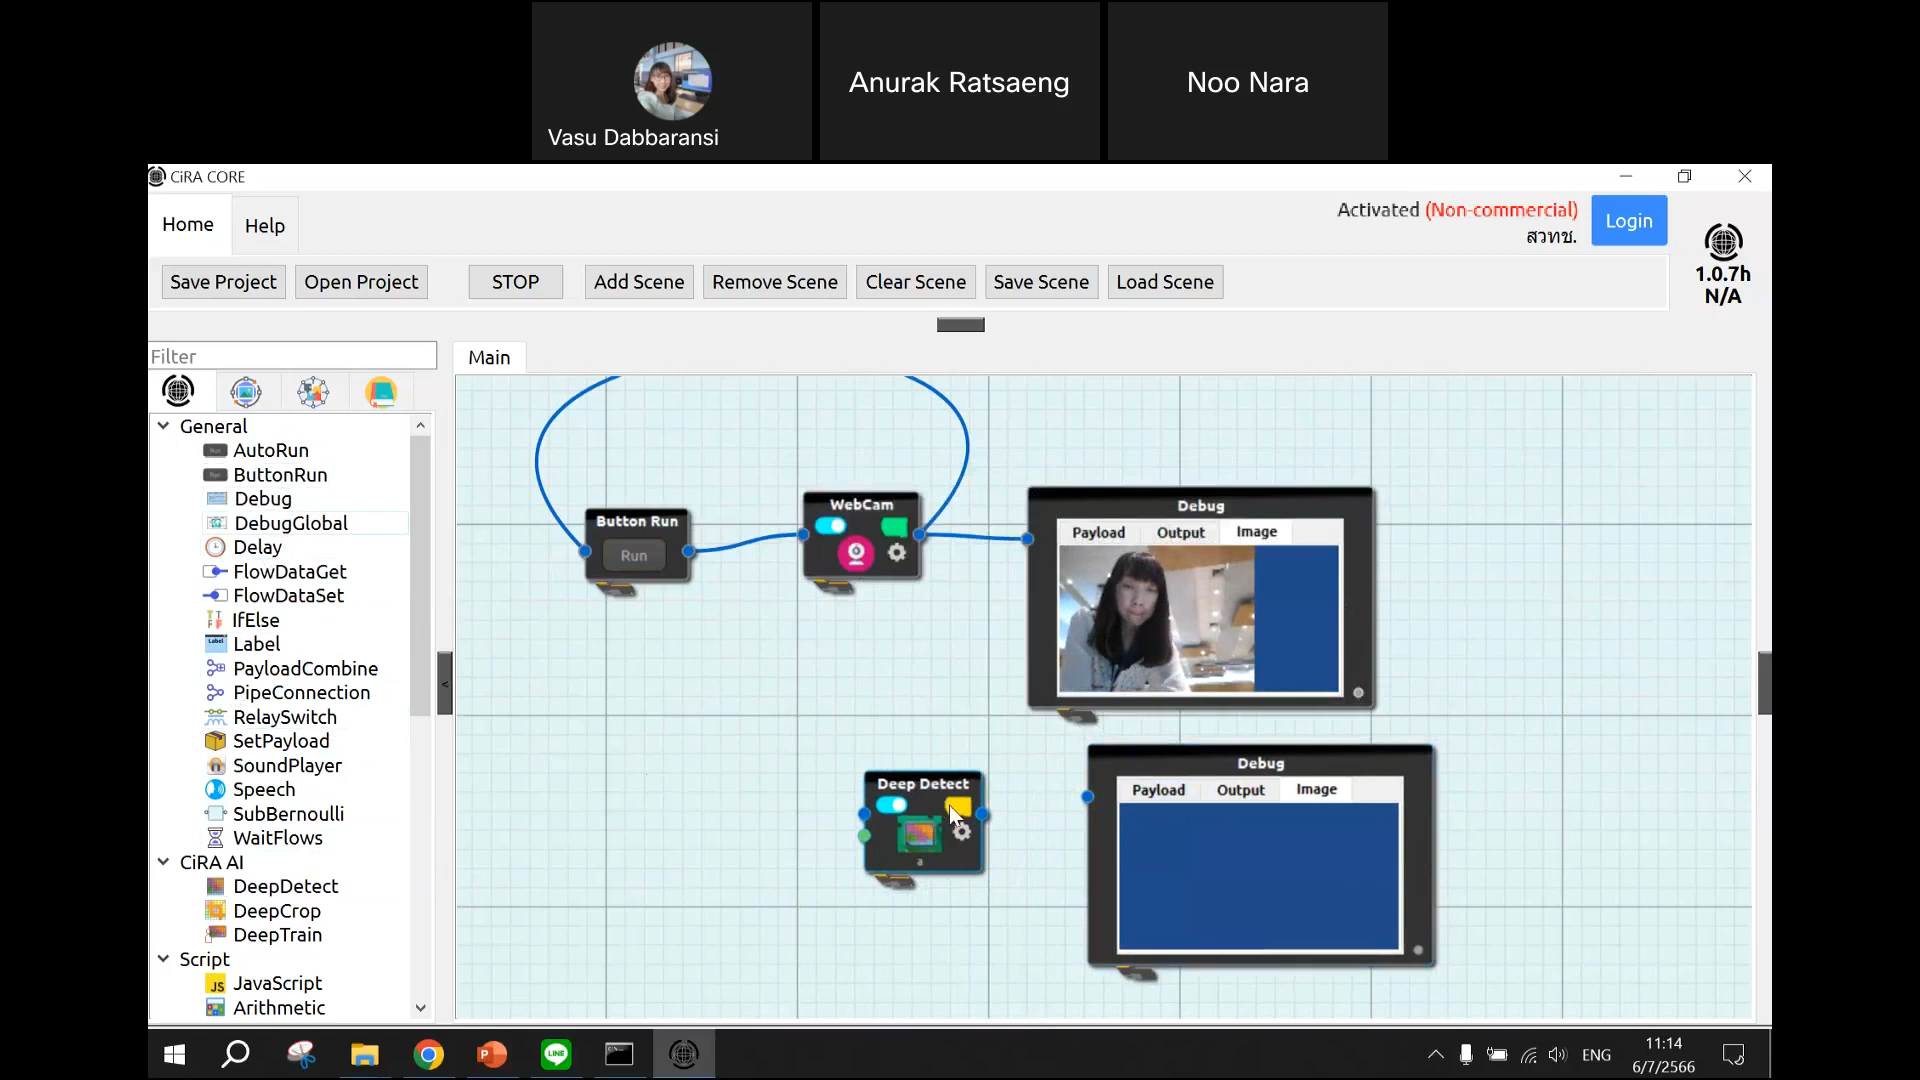 Vasu Dabbaransi
Anurak Ratsaeng
Noo Nara
CiRA CORE
Home
Help
Activated (Non-commercial)
สวทช.
Login
1.0.7h
N/A
Save Project
Open Project
STOP
Add Scene
Remove Scene
Clear Scene
Save Scene
Load Scene
Filter
Main
General
AutoRun
ButtonRun
Debug
DebugGlobal
Delay
FlowDataGet
FlowDataSet
IfElse
Label
PayloadCombine
PipeConnection
RelaySwitch
SetPayload
SoundPlayer
Speech
SubBernoulli
WaitFlows
CiRA AI
DeepDetect
DeepCrop
DeepTrain
Script
JavaScript
Arithmetic
Button Run
Run
WebCam
Debug
Payload Output Image
Deep Detect
a
Debug
Payload Output Image
ENG
11:14
6/7/2566